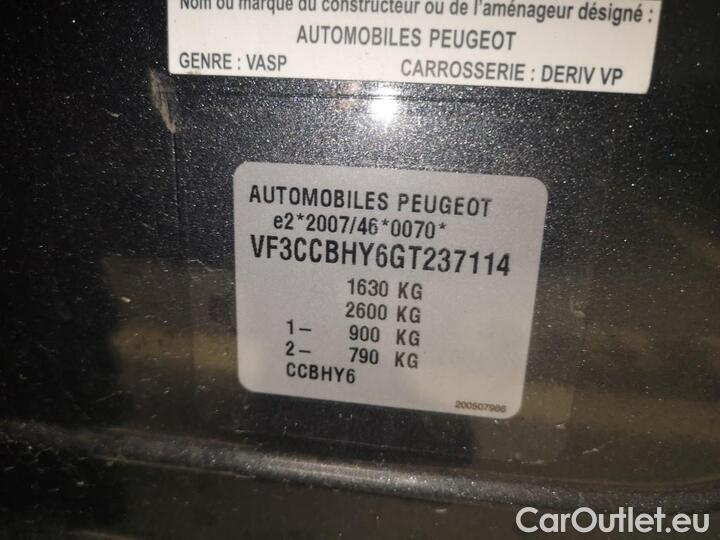 Nom ou marque du constructeur ou de l'aménageur désigné :
AUTOMOBILES PEUGEOT
GENRE : VASP CARROSSERIE : DERIV VP
AUTOMOBILES PEUGEOT
e2*2007/46*0070*
VF3CCBHY6GT237114
1630 KG
2600 KG
1- 900 KG
2- 790 KG
CCBHY6
200507986
CarOutlet.eu